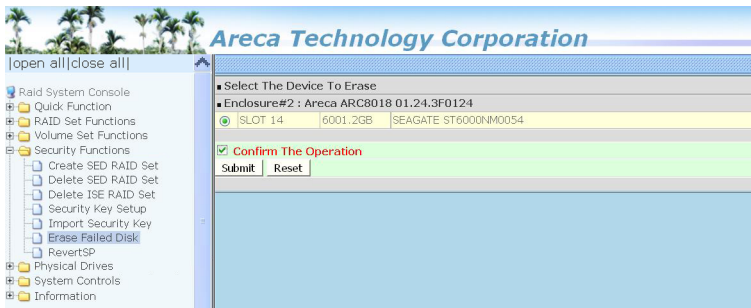 Areca Technology Corporation
|open all|close all|
Raid System Console
Quick Function
RAID Set Functions
Volume Set Functions
Security Functions
Create SED RAID Set
Delete SED RAID Set
Delete ISE RAID Set
Security Key Setup
Import Security Key
Erase Failed Disk
RevertSP
Physical Drives
System Controls
Information
Select The Device To Erase
Enclosure#2 : Areca ARC8018 01.24.3F0124
SLOT 14 6001.2GB SEAGATE ST6000NM0054
Confirm The Operation
Submit Reset